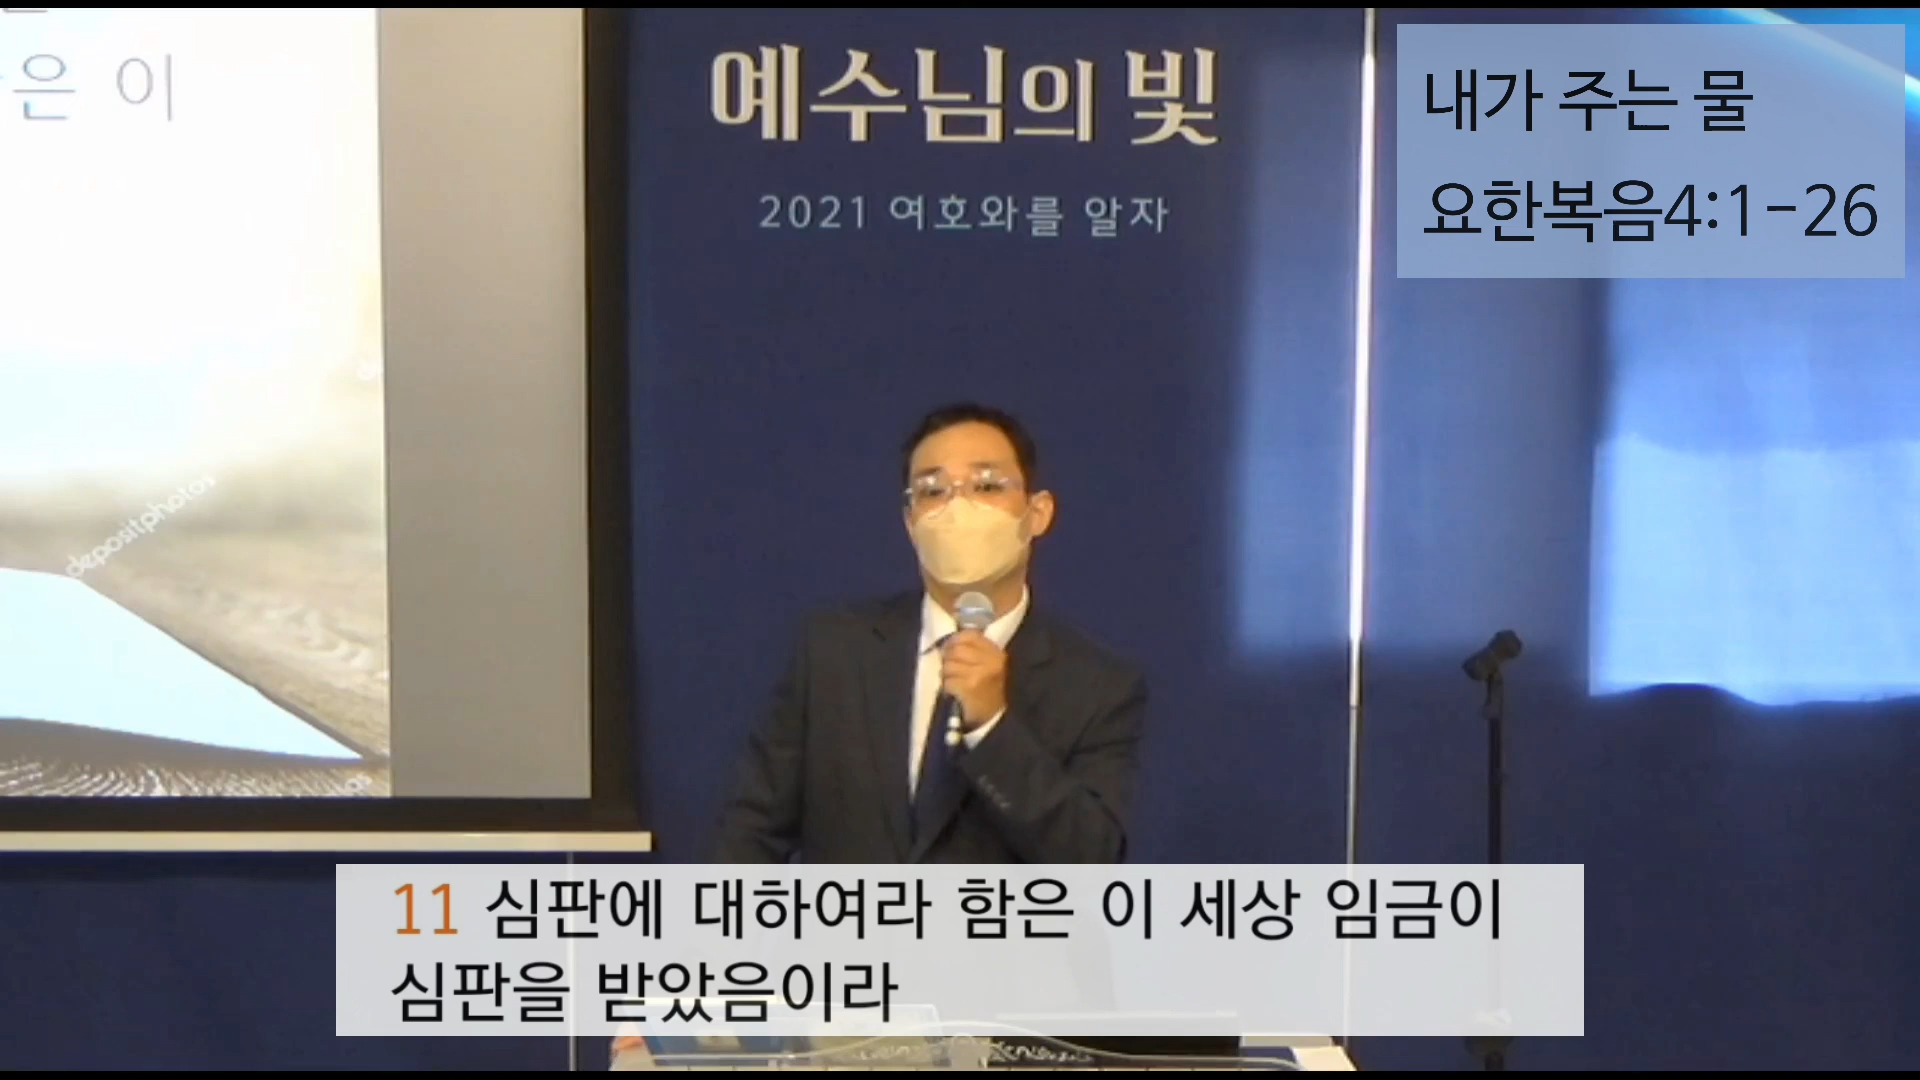 은 이
예수님의 빛
2021 여호와를 알자
내가 주는 물
요한복음4:1-26
depositphotos
11 심판에 대하여라 함은 이 세상 임금이
심판을 받았음이라